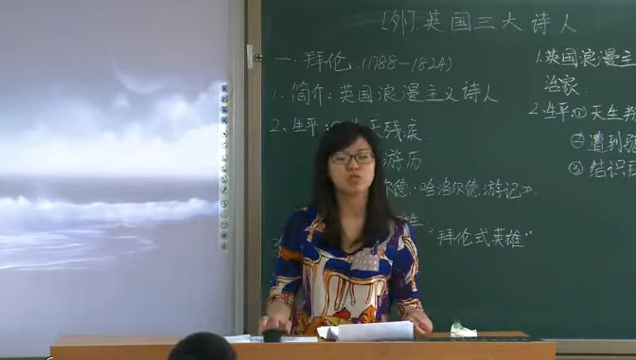 [外]. 英国三大诗人
一. 拜伦 (1788-1824)
1. 简介: 英国浪漫主义诗人
2. 生平: 天残疾
游历
尔德·哈洛尔德·游记》.
"拜伦式英雄"
1. 英国浪漫主
治家.
2. 生平: ① 天生
② 遭到
③ 结识